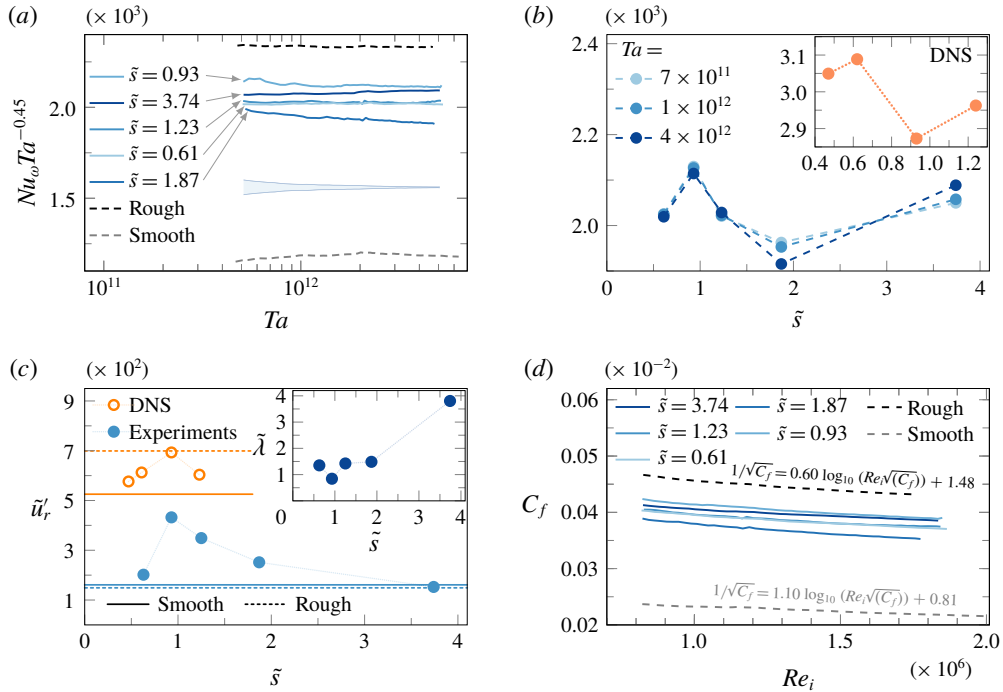 (a)
(× 10³)
Nu_ω Ta^−0.45
2.0
1.5
s̃ = 0.93
s̃ = 3.74
s̃ = 1.23
s̃ = 0.61
s̃ = 1.87
Rough
Smooth
10¹¹
10¹²
Ta
(b)
(× 10³)
2.3
2.2
2.1
2.0
1.9
Ta =
7 × 10¹¹
1 × 10¹²
4 × 10¹²
DNS
3.1
3.0
2.9
0.4 0.6 0.8 1.0 1.2
0 1 2 3 4
s̃
(c)
(× 10²)
9
7
5
3
1
ũ′_r
DNS
Experiments
λ̃
4
3
2
1
0 1 2 3 4
s̃
Smooth
Rough
0 1 2 3 4
s̃
(d)
(× 10⁻²)
0.06
0.05
0.04
0.03
0.02
C_f
s̃ = 3.74
s̃ = 1.87
Rough
s̃ = 1.23
s̃ = 0.93
Smooth
s̃ = 0.61
1/√C_f = 0.60 log₁₀ (Re_i√(C_f)) + 1.48
1/√C_f = 1.10 log₁₀ (Re_i√(C_f)) + 0.81
1.0 1.5 2.0
(× 10⁶)
Re_i